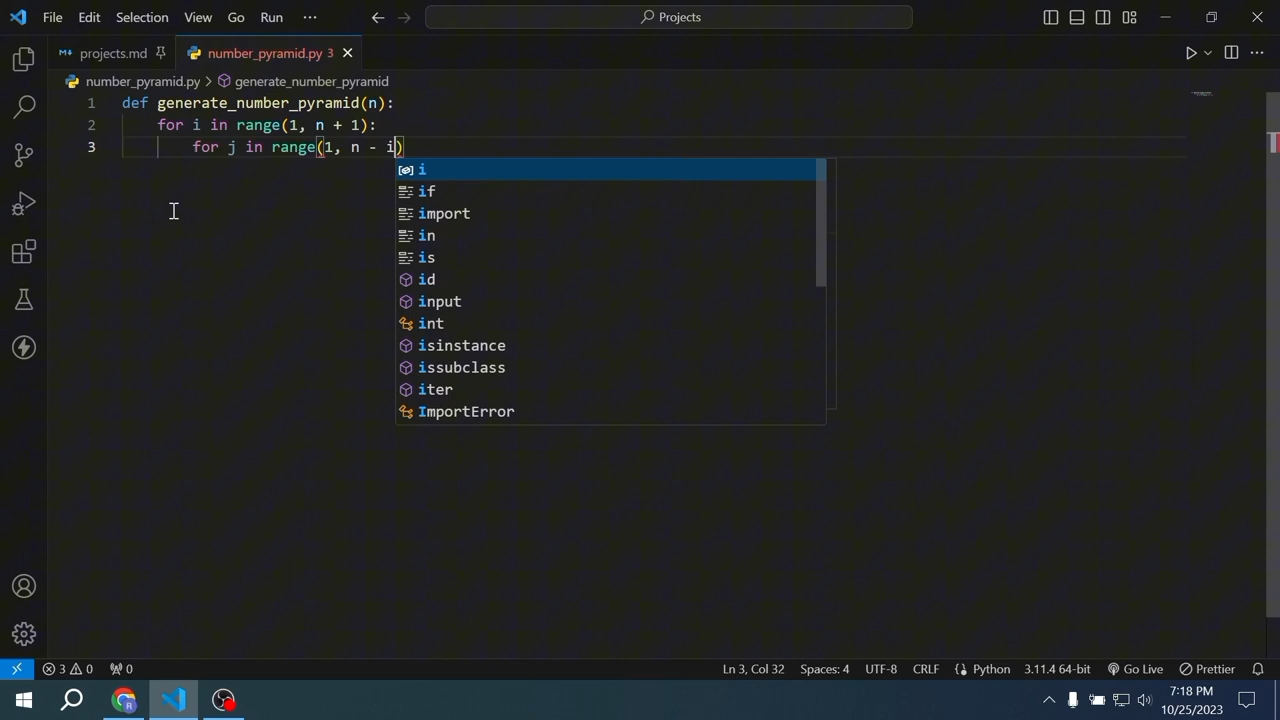 File Edit Selection View Go Run ··· Projects
projects.md number_pyramid.py 3
number_pyramid.py > generate_number_pyramid
1 def generate_number_pyramid(n):
2 for i in range(1, n + 1):
3 for j in range(1, n - i)
i
if
import
in
is
id
input
int
isinstance
issubclass
iter
ImportError
3 0 0 Ln 3, Col 32 Spaces: 4 UTF-8 CRLF Python 3.11.4 64-bit Go Live Prettier
7:18 PM
10/25/2023